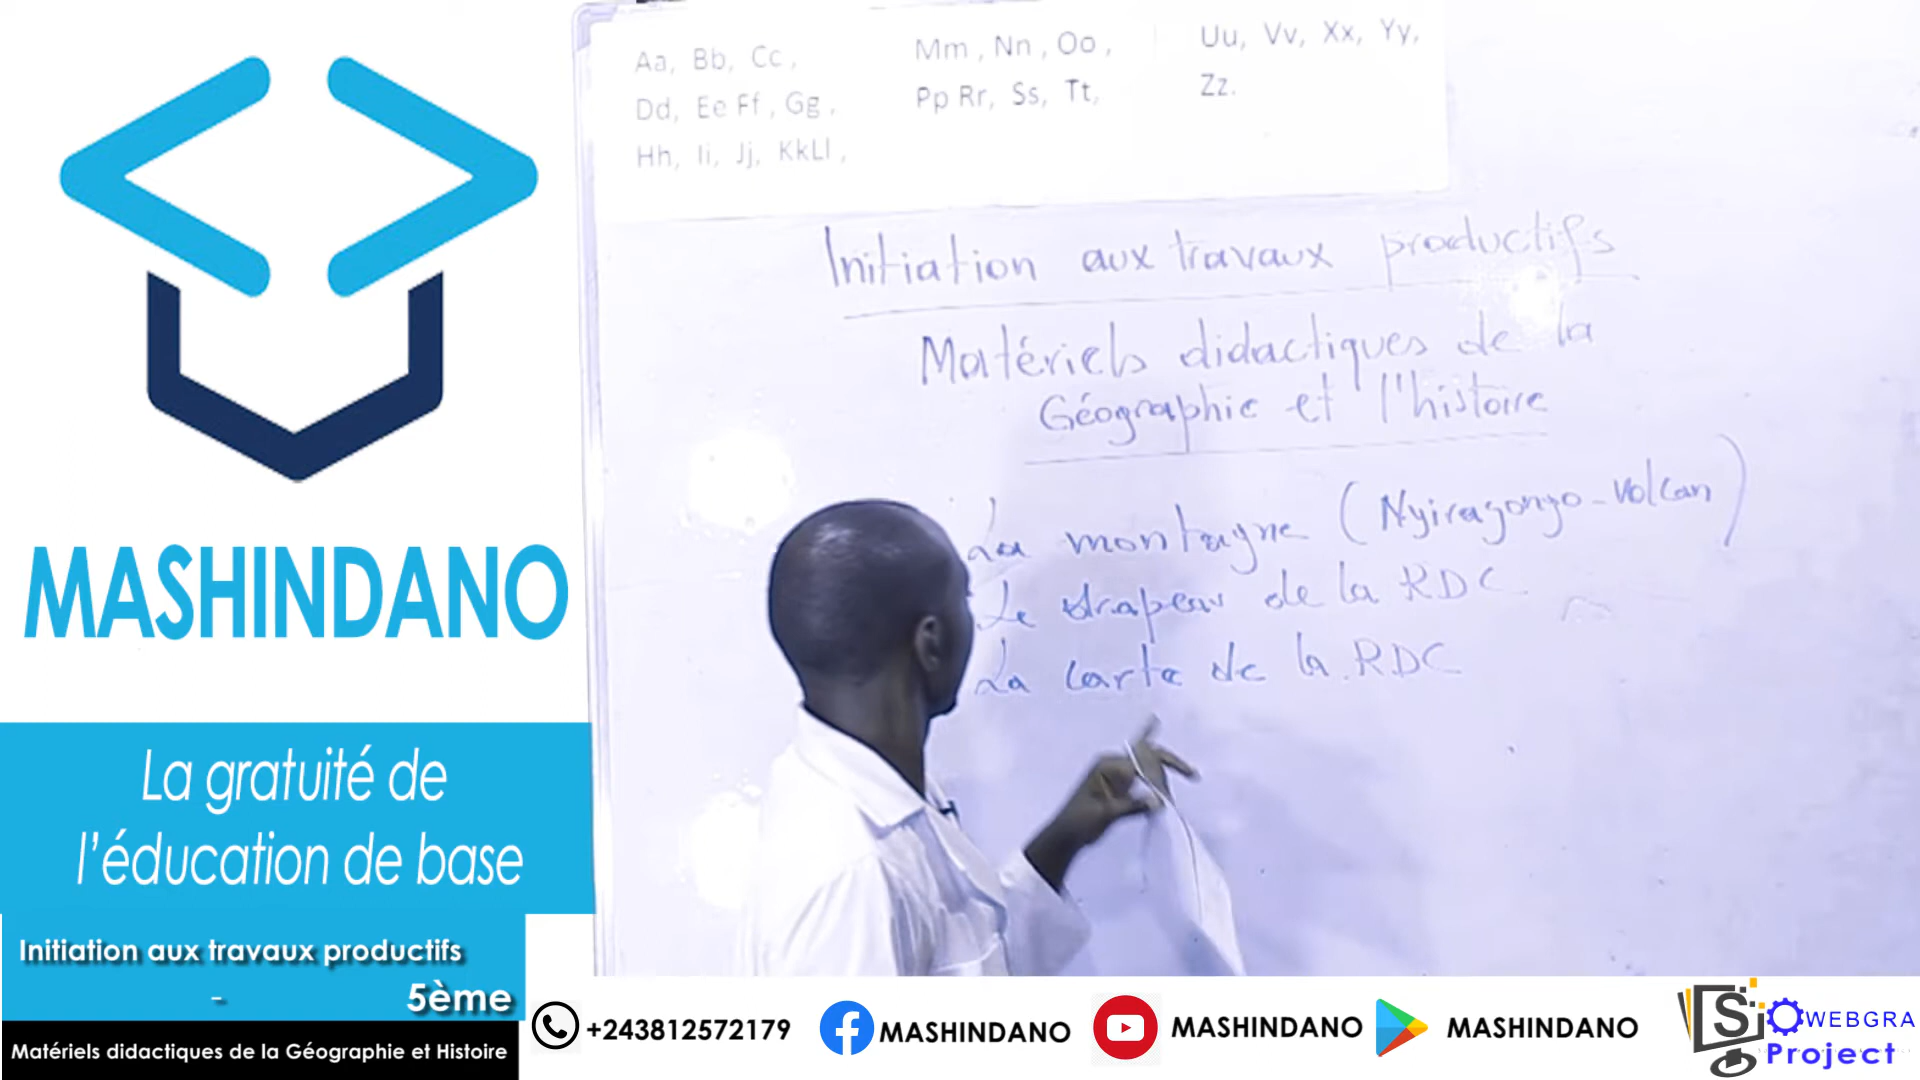 Aa, Bb, Cc,
Dd, Ee Ff, Gg.
Hh, Ii, Jj, KkLl,
Mm, Nn, Oo,
Pp Rr, Ss, Tt,
Uu, Vv, Xx, Yy,
Zz.
Initiation aux travaux productifs
Matériels didactiques de la
Géographie et l'histoire
La montagne (Nyiragongo-volcan)
Le drapeau de la RDC.
La carte de la RDC
MASHINDANO
La gratuité de
l'éducation de base
Initiation aux travaux productifs
-
5ème
Matériels didactiques de la Géographie et Histoire
+243812572179
MASHINDANO
MASHINDANO
MASHINDANO
WEBGRA
Project